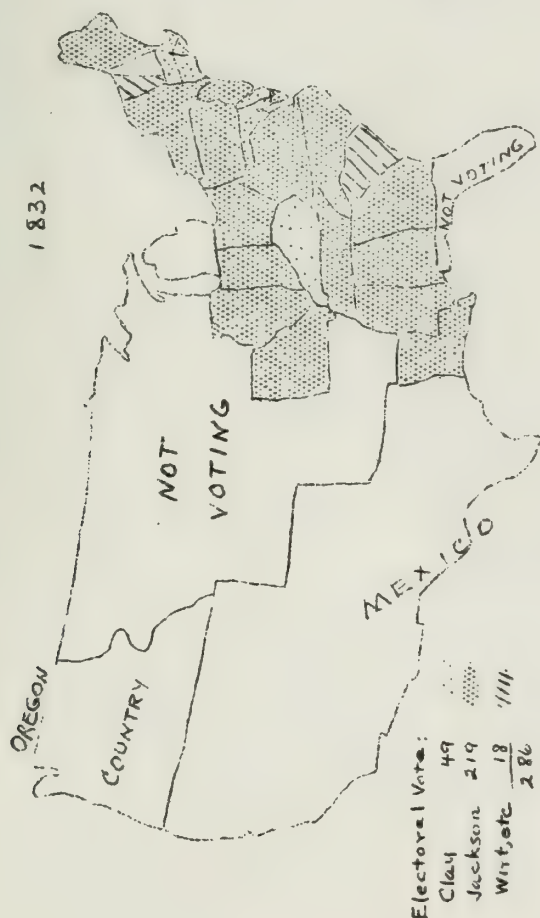 1832
OREGON
COUNTRY
NOT
VOTING
NOT VOTING
MEXICO
Electoral Vote:
Clay 49
Jackson 219
Wirt, etc 18
286